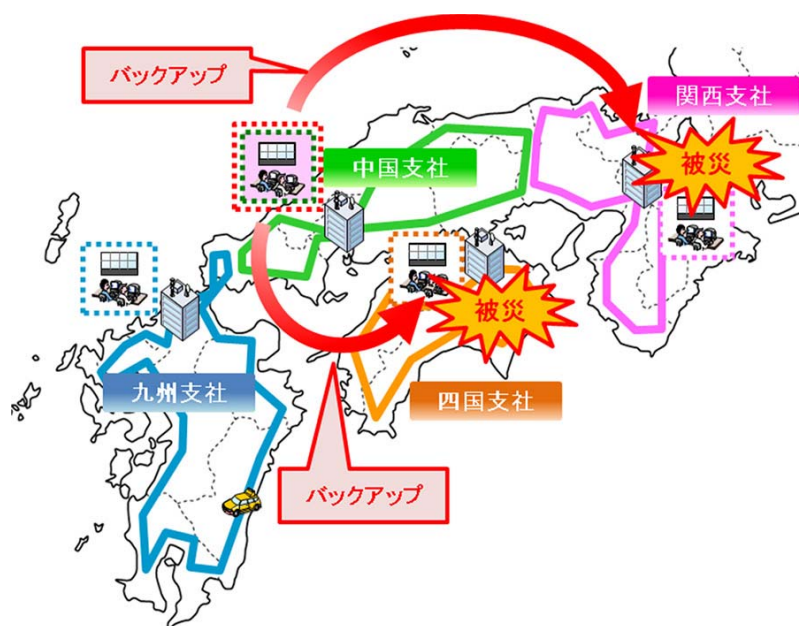 バックアップ
関西支社
被災
中国支社
被災
九州支社
四国支社
バックアップ